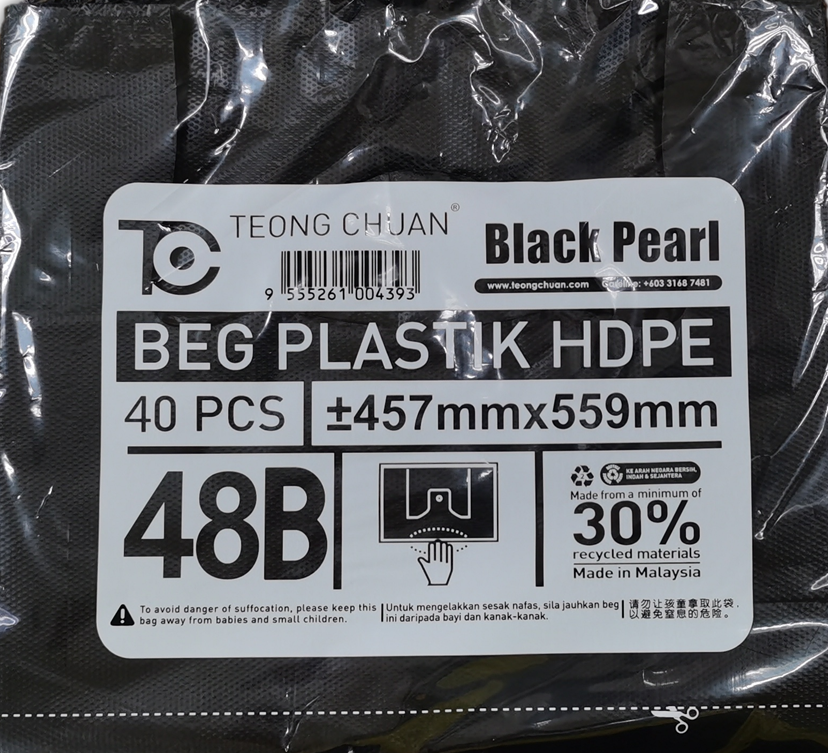 TC TEONG CHUAN®
9 555261 004393
Black Pearl
www.teongchuan.com Careline: +603 3168 7481
BEG PLASTIK HDPE
40 PCS
±457mmx559mm
48B
2
KE ARAH NEGARA BERSIH,
INDAH & SEJAHTERA
Made from a minimum of
30%
recycled materials
Made in Malaysia
To avoid danger of suffocation, please keep this
bag away from babies and small children.
Untuk mengelakkan sesak nafas, sila jauhkan beg
ini daripada bayi dan kanak-kanak.
请勿让孩童拿取此袋，
以避免窒息的危险。